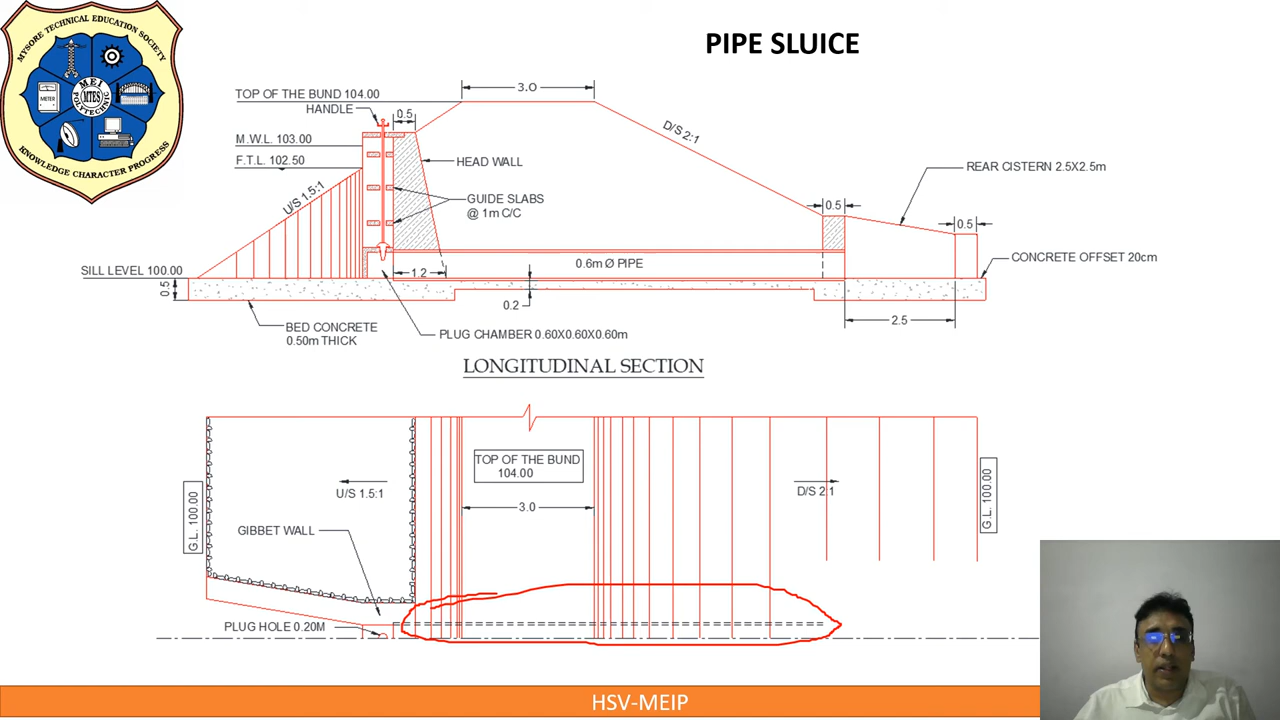 MYSORE TECHNICAL EDUCATION SOCIETY
MEI
MTES
POLYTECHNIC
METER
KNOWLEDGE CHARACTER PROGRESS
PIPE SLUICE
3.0
TOP OF THE BUND 104.00
HANDLE
0.5
M.W.L. 103.00
F.T.L. 102.50
U/S 1.5:1
HEAD WALL
GUIDE SLABS
@ 1m C/C
D/S 2:1
REAR CISTERN 2.5X2.5m
0.5
0.5
SILL LEVEL 100.00
0.5
1.2
0.6m Ø PIPE
CONCRETE OFFSET 20cm
0.2
2.5
BED CONCRETE
0.50m THICK
PLUG CHAMBER 0.60X0.60X0.60m
LONGITUDINAL SECTION
TOP OF THE BUND
104.00
U/S 1.5:1
D/S 2:1
3.0
G.L. 100.00
G.L. 100.00
GIBBET WALL
PLUG HOLE 0.20M
HSV-MEIP